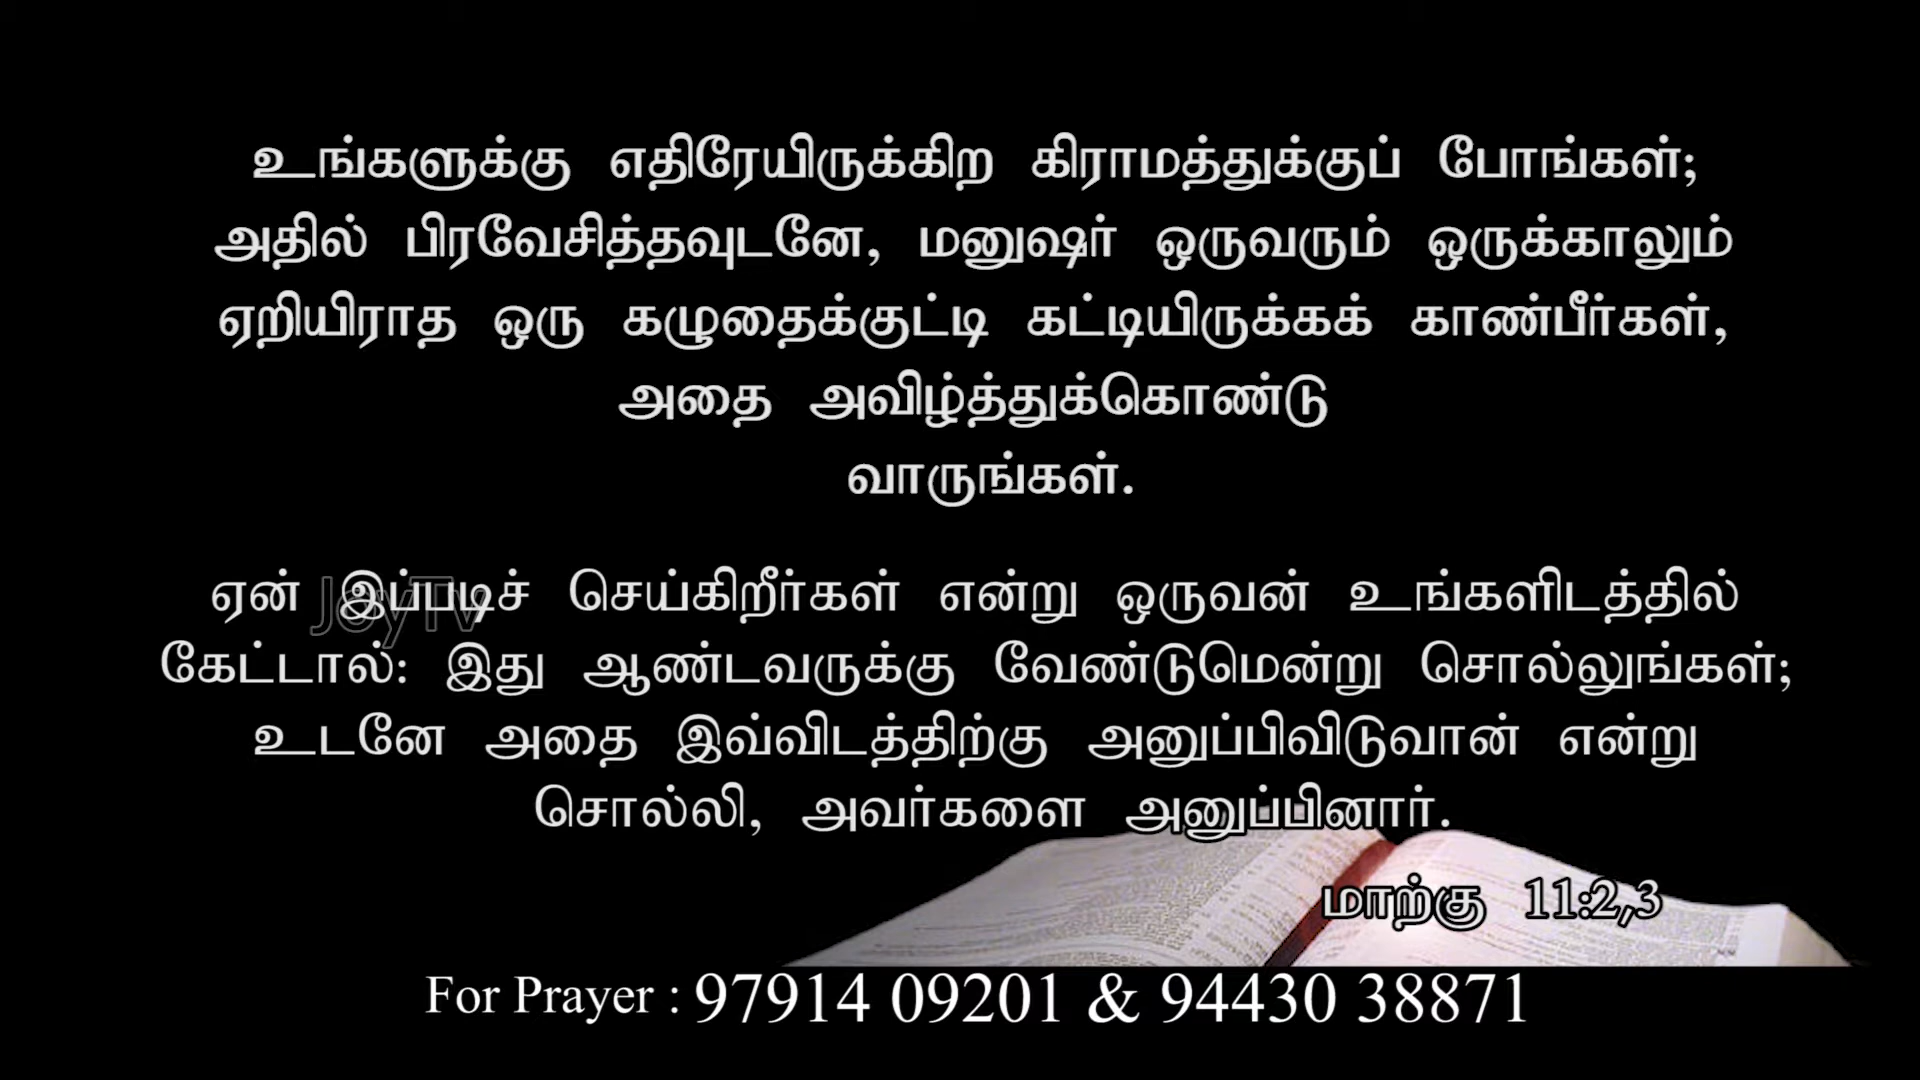 உங்களுக்கு எதிரேயிருக்கிற கிராமத்துக்குப் போங்கள்;
அதில் பிரவேசித்தவுடனே, மனுஷர் ஒருவரும் ஒருக்காலும்
ஏறியிராத ஒரு கழுதைக்குட்டி கட்டியிருக்கக் காண்பீர்கள்,
அதை அவிழ்த்துக்கொண்டு
வாருங்கள்.
ஏன் இப்படிச் செய்கிறீர்கள் என்று ஒருவன் உங்களிடத்தில்
Joy Tv
கேட்டால்: இது ஆண்டவருக்கு வேண்டுமென்று சொல்லுங்கள்;
உடனே அதை இவ்விடத்திற்கு அனுப்பிவிடுவான் என்று
சொல்லி, அவர்களை அனுப்பினார்.
மாற்கு 11:2,3
For Prayer : 97914 09201 & 94430 38871